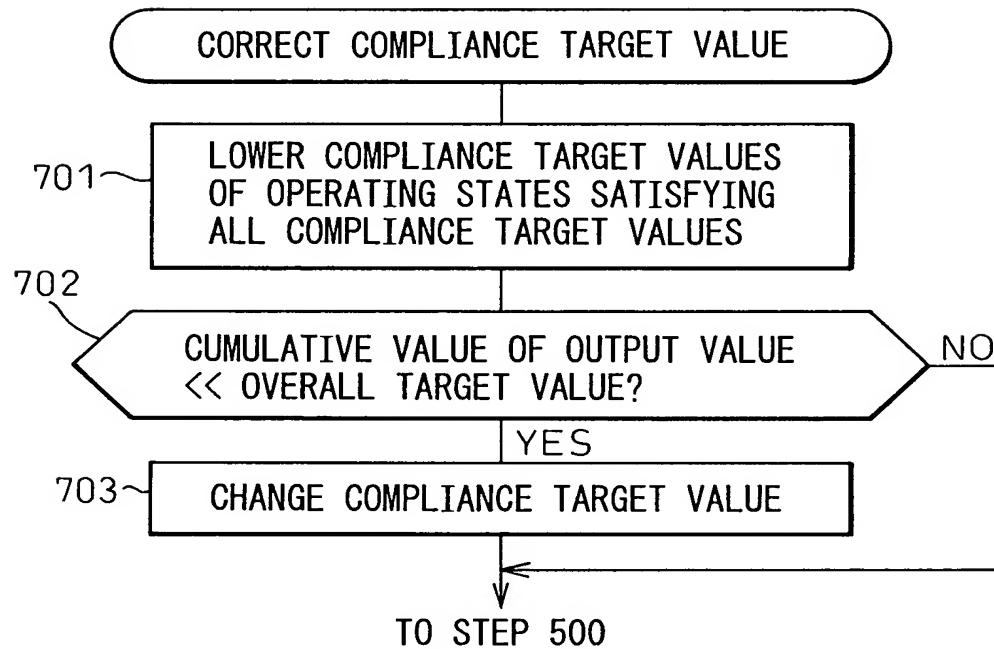 CORRECT COMPLIANCE TARGET VALUE
701
LOWER COMPLIANCE TARGET VALUES
OF OPERATING STATES SATISFYING
ALL COMPLIANCE TARGET VALUES
702
CUMULATIVE VALUE OF OUTPUT VALUE
<< OVERALL TARGET VALUE?
NO
YES
703
CHANGE COMPLIANCE TARGET VALUE
TO STEP 500